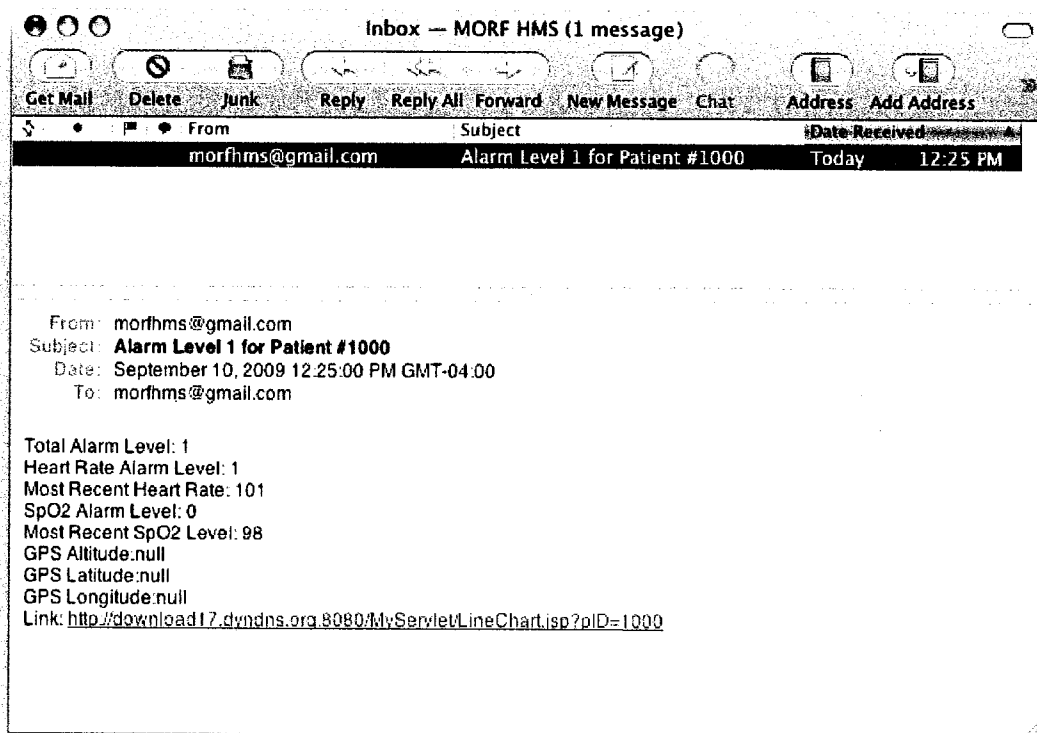 Inbox — MORF HMS (1 message)
Get Mail Delete Junk Reply Reply All Forward New Message Chat Address Add Address
From Subject Date Received
morfhms@gmail.com Alarm Level 1 for Patient #1000 Today 12:25 PM
From: morfhms@gmail.com
Subject: Alarm Level 1 for Patient #1000
Date: September 10, 2009 12:25:00 PM GMT-04:00
To: morfhms@gmail.com
Total Alarm Level: 1
Heart Rate Alarm Level: 1
Most Recent Heart Rate: 101
SpO2 Alarm Level: 0
Most Recent SpO2 Level: 98
GPS Altitude:null
GPS Latitude:null
GPS Longitude:null
Link: http://download17.dyndns.org:8080/MyServlet/LineChart.jsp?pID=1000